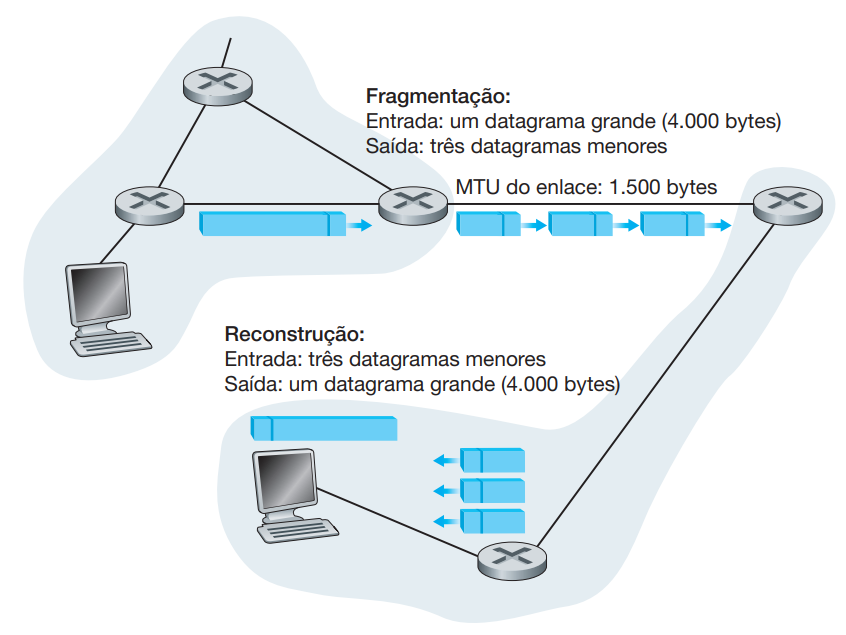 Fragmentação:
Entrada: um datagrama grande (4.000 bytes)
Saída: três datagramas menores
MTU do enlace: 1.500 bytes
Reconstrução:
Entrada: três datagramas menores
Saída: um datagrama grande (4.000 bytes)